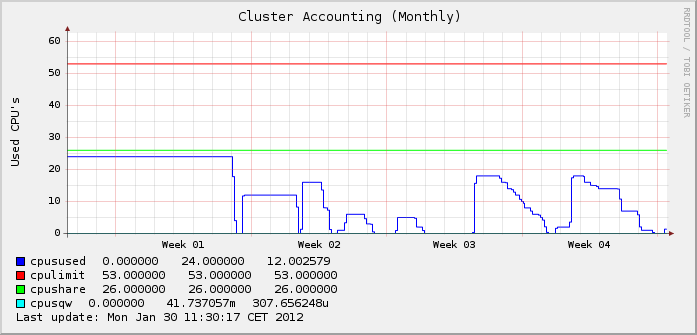 Cluster Accounting (Monthly)
RRDTOOL / TOBI OETIKER
Used CPU's
60
50
40
30
20
10
0
Week 01 Week 02 Week 03 Week 04
cpusused 0.000000 24.000000 12.002579
cpulimit 53.000000 53.000000 53.000000
cpushare 26.000000 26.000000 26.000000
cpusqw 0.000000 41.737057m 307.656248u
Last update: Mon Jan 30 11:30:17 CET 2012